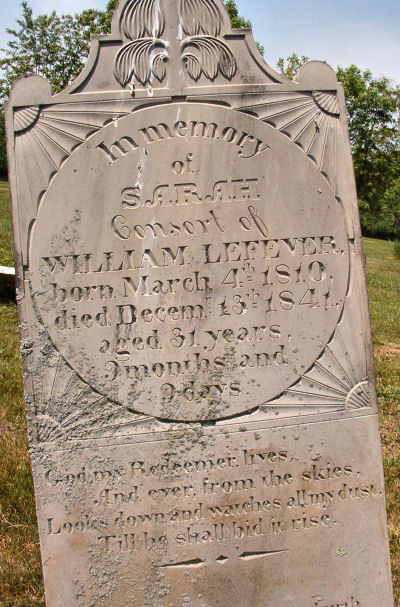 In memory
of
SARAH
Consort of
WILLIAM LEFEVER,
born March 4th 1810,
died Decemr 13th 1841,
aged 31 years,
9 months and
9 days.
God my Redeemer lives,
And ever from the skies,
Looks down and watches all my dust,
Till he shall bid it rise.